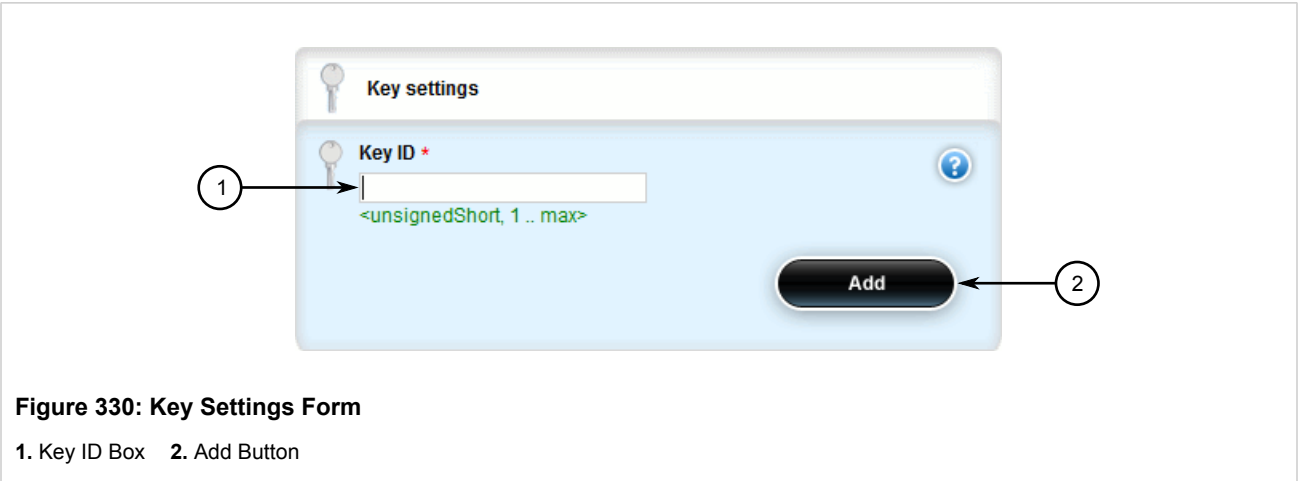 Key settings
Key ID *
?
1
<unsignedShort, 1 .. max>
Add
2
Figure 330: Key Settings Form
1. Key ID Box 2. Add Button